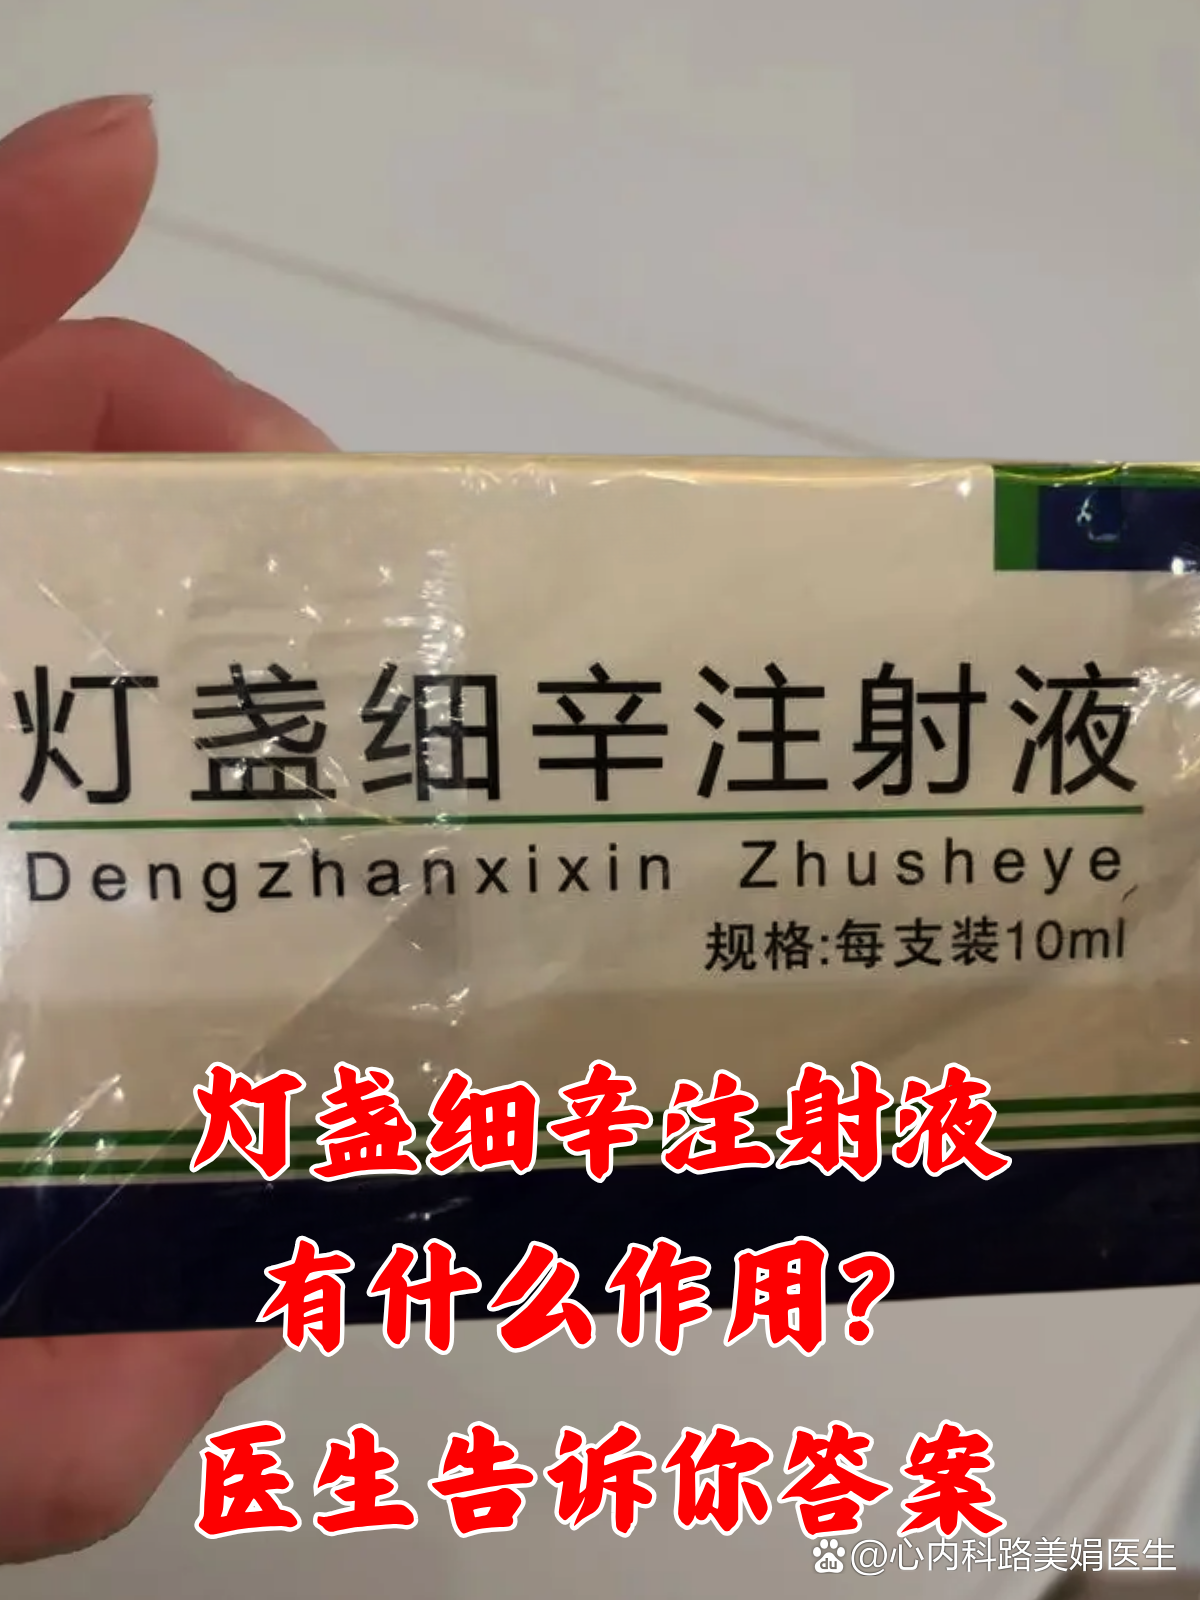 灯盏细辛注射液
Dengzhanxixin Zhusheye
规格:每支装10ml
灯盏细辛注射液
有什么作用?
医生告诉你答案
du @心内科路美娟医生